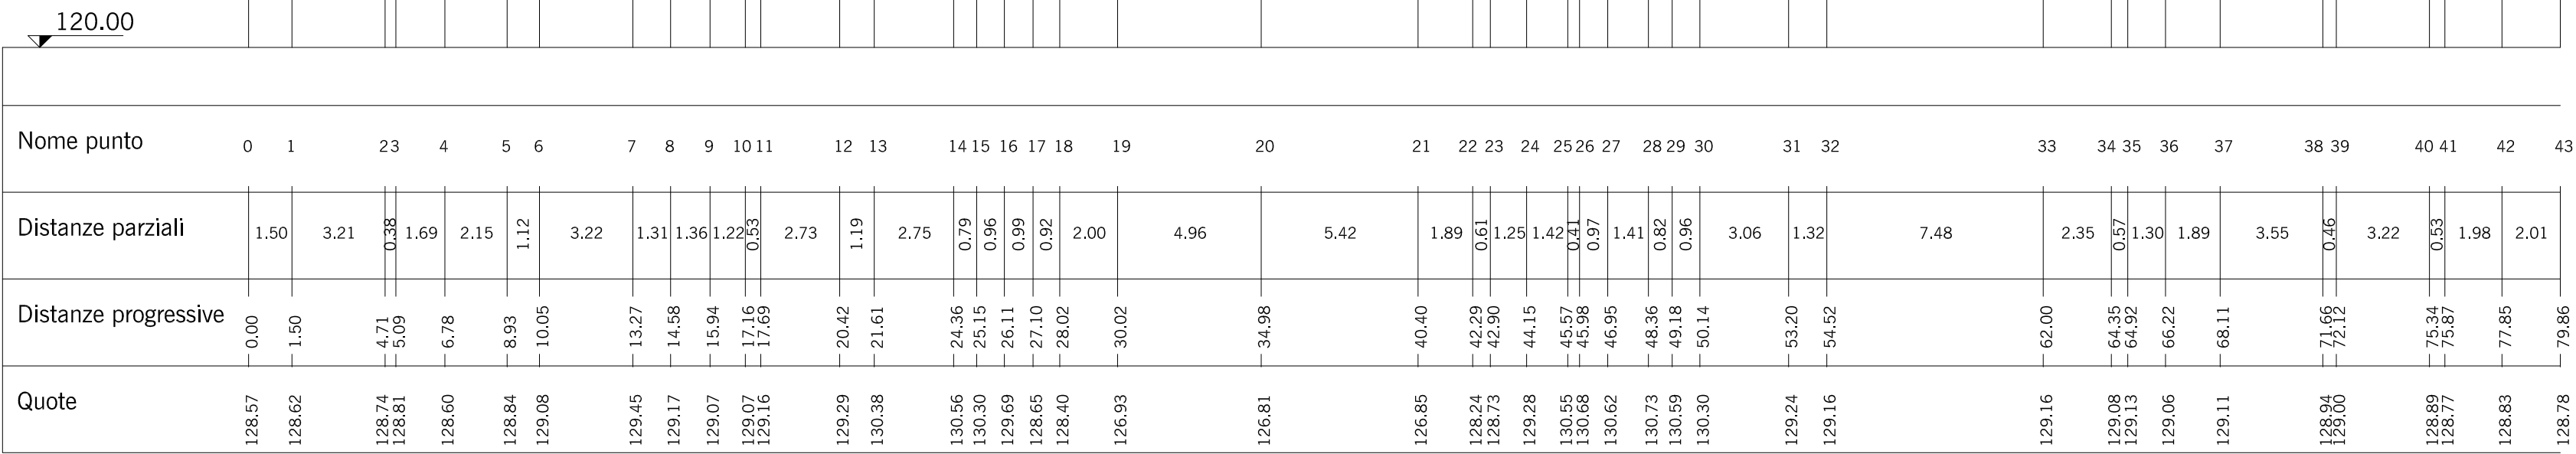 120.00
Nome punto 0 1 2 3 4 5 6 7 8 9 10 11 12 13 14 15 16 17 18 19 20 21 22 23 24 25 26 27 28 29 30 31 32 33 34 35 36 37 38 39 40 41 42 43
Distanze parziali 1.50 3.21 0.38 1.69 2.15 1.12 3.22 1.31 1.36 1.22 0.53 2.73 1.19 2.75 0.79 0.96 0.99 0.92 2.00 4.96 5.42 1.89 0.61 1.25 1.42 0.41 0.97 1.41 0.82 0.96 3.06 1.32 7.48 2.35 0.57 1.30 1.89 3.55 0.46 3.22 0.53 1.98 2.01
Distanze progressive 0.00 1.50 4.71 5.09 6.78 8.93 10.05 13.27 14.58 15.94 17.16 17.69 20.42 21.61 24.36 25.15 26.11 27.10 28.02 30.02 34.98 40.40 42.29 42.90 44.15 45.57 45.98 46.95 48.36 49.18 50.14 53.20 54.52 62.00 64.35 64.92 66.22 68.11 71.66 72.12 75.34 75.87 77.85 79.86
Quote 128.57 128.62 128.74 128.81 128.60 128.84 129.08 129.45 129.17 129.07 129.07 129.16 129.29 130.38 130.56 130.30 129.69 128.65 128.40 126.93 126.81 126.85 128.24 128.73 129.28 130.55 130.68 130.62 130.73 130.59 130.30 129.24 129.16 129.16 129.08 129.13 129.06 129.11 128.94 129.00 128.89 128.77 128.83 128.78